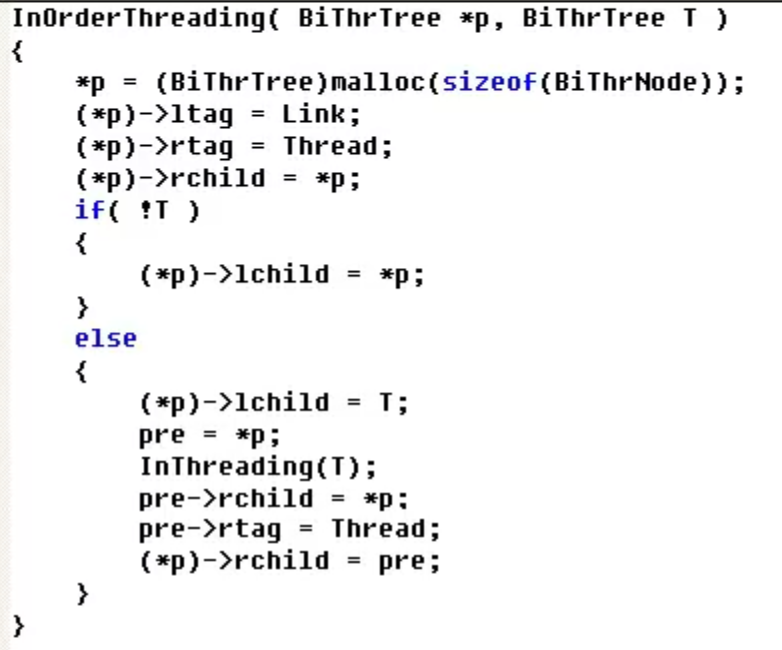 InOrderThreading( BiThrTree *p, BiThrTree T )
{
    *p = (BiThrTree)malloc(sizeof(BiThrNode));
    (*p)->ltag = Link;
    (*p)->rtag = Thread;
    (*p)->rchild = *p;
    if( !T )
    {
        (*p)->lchild = *p;
    }
    else
    {
        (*p)->lchild = T;
        pre = *p;
        InThreading(T);
        pre->rchild = *p;
        pre->rtag = Thread;
        (*p)->rchild = pre;
    }
}